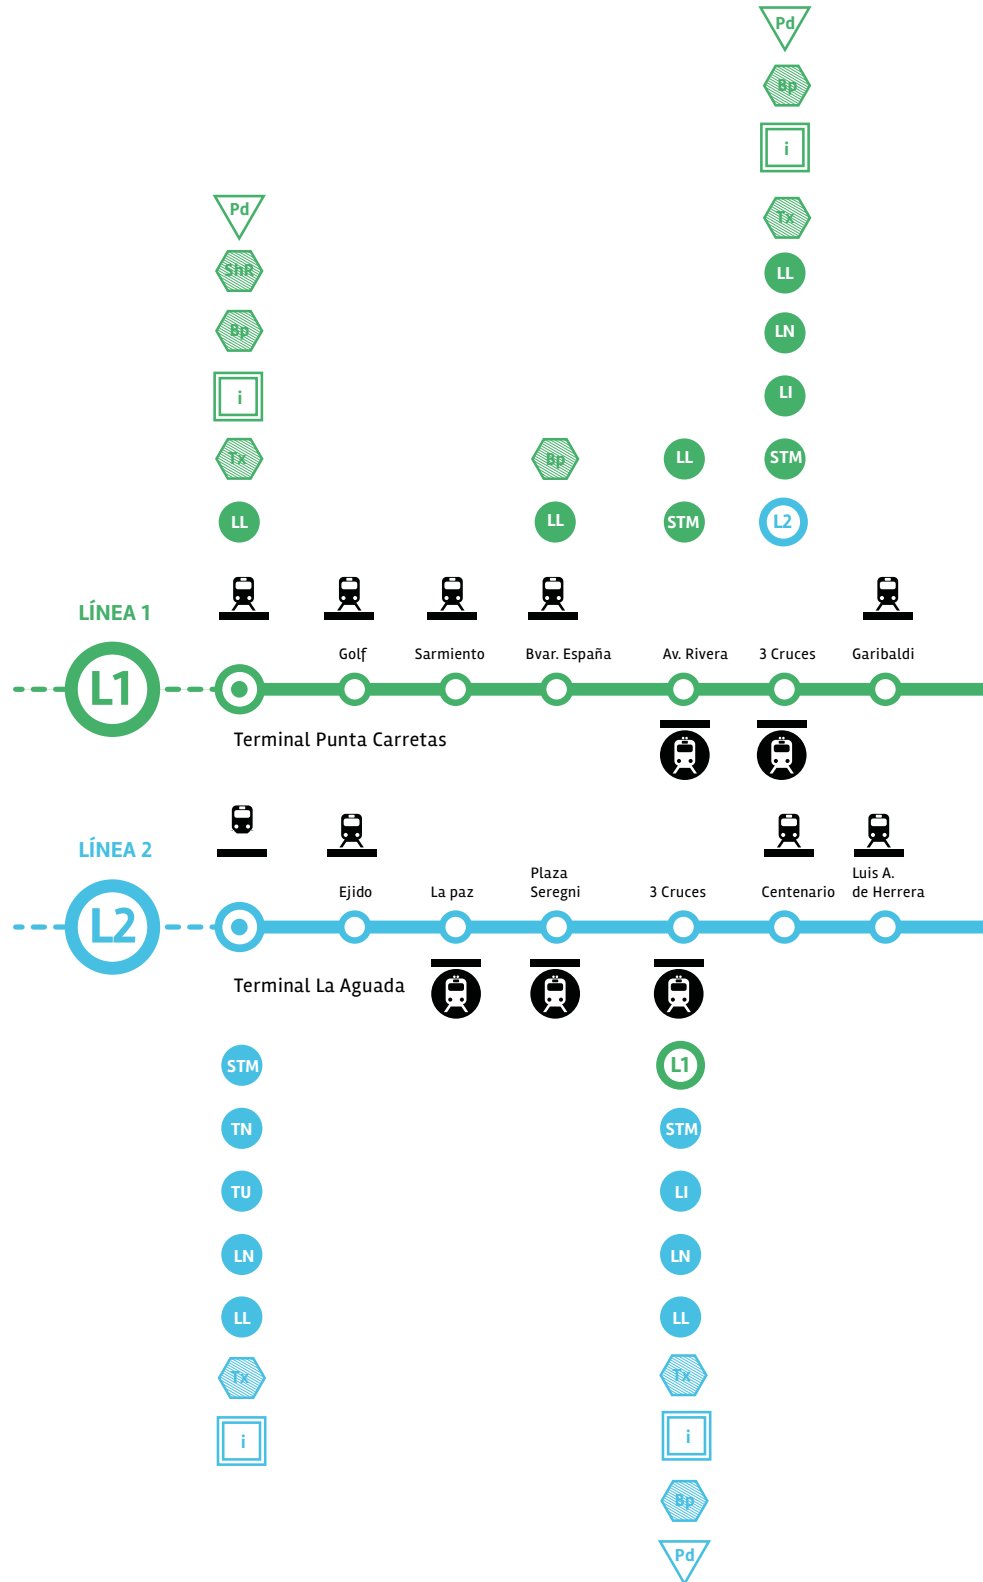 Pd
Bp
i
Tx
LL
LN
LI
STM
L2
Pd
ShR
Bp
i
Tx
LL
Bp
LL
LL
STM
LÍNEA 1
L1
Golf
Sarmiento
Bvar. España
Av. Rivera
3 Cruces
Garibaldi
Terminal Punta Carretas
LÍNEA 2
L2
Ejido
La paz
Plaza
Seregni
3 Cruces
Centenario
Luis A.
de Herrera
Terminal La Aguada
STM
TN
TU
LN
LL
Tx
i
L1
STM
LI
LN
LL
Tx
i
Bp
Pd